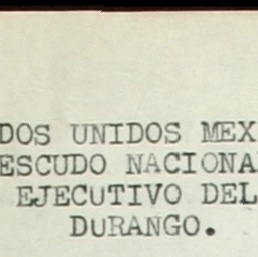 DOS UNIDOS MEX
ESCUDO NACIONA
EJECUTIVO DEL
DURANGO.